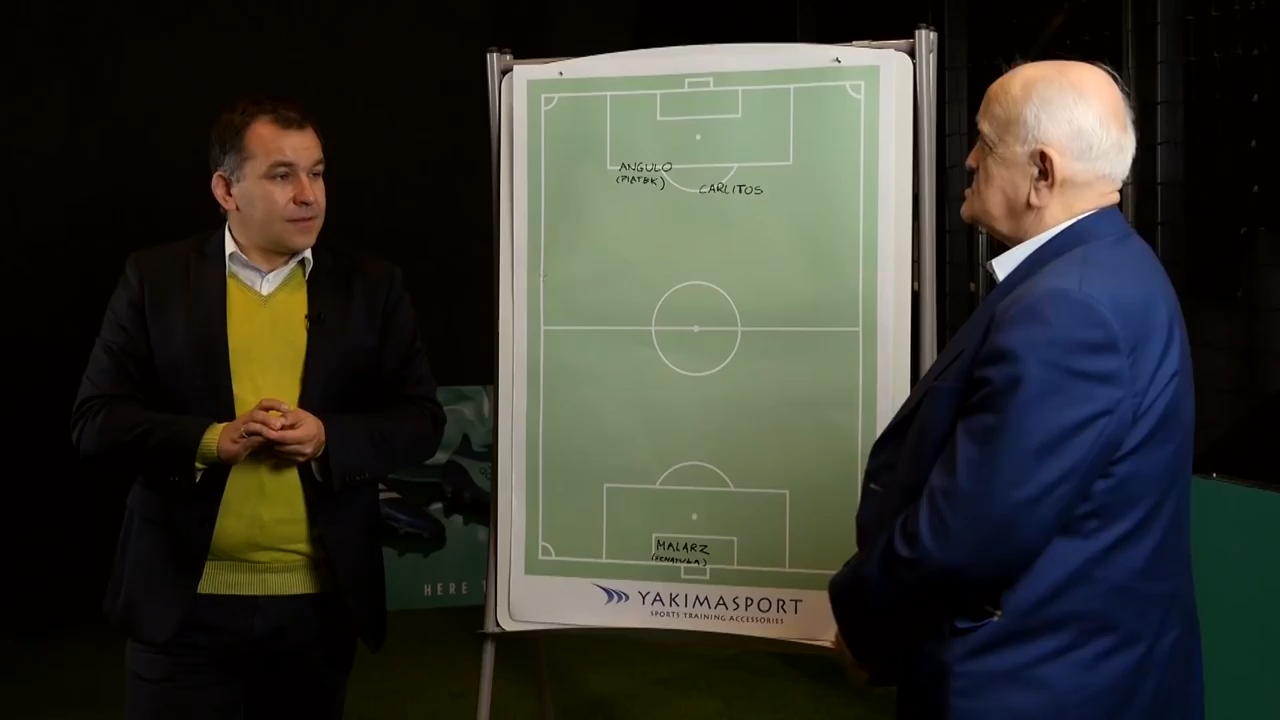 ANGULO
(PIĄTEK)
CARLITOS
MALARZ
YAKIMASPORT
SPORTS TRAINING ACCESSORIES
HERE